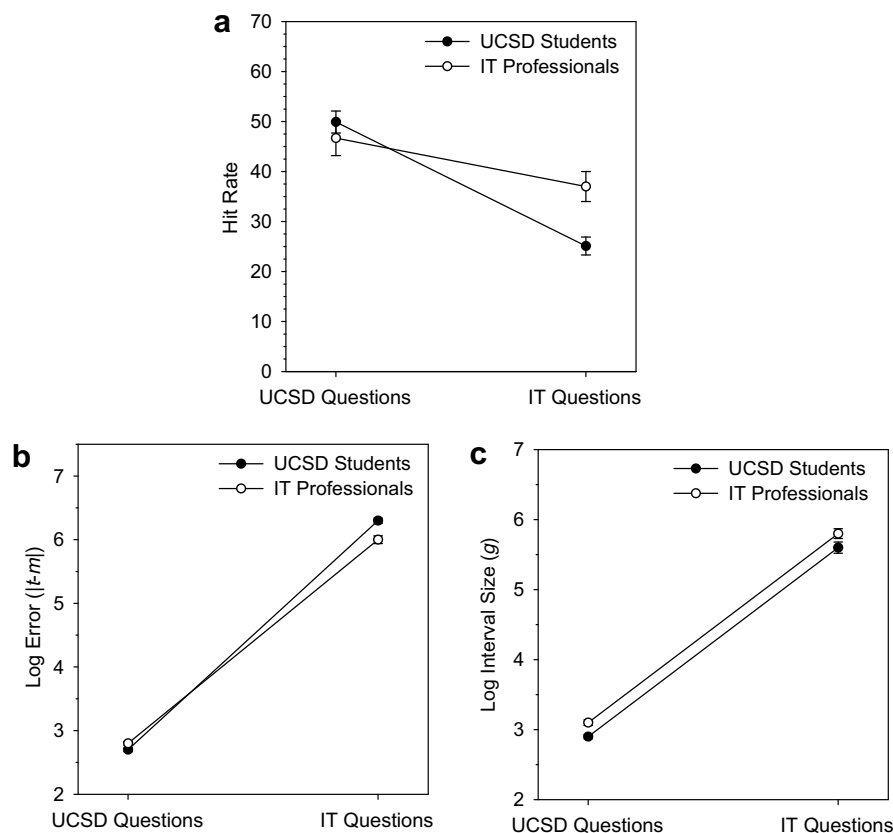 a
70
60
50
40
30
20
10
0
Hit Rate
UCSD Students
IT Professionals
UCSD Questions
IT Questions
b
7
6
5
4
3
2
Log Error (|t-m|)
UCSD Students
IT Professionals
UCSD Questions
IT Questions
c
7
6
5
4
3
2
Log Interval Size (g)
UCSD Students
IT Professionals
UCSD Questions
IT Questions